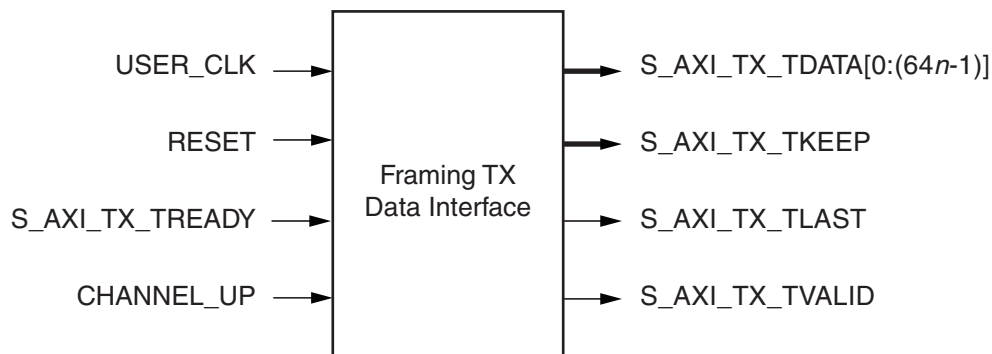 USER_CLK
S_AXI_TX_TDATA[0:(64n-1)]
RESET
S_AXI_TX_TKEEP
Framing TX
Data Interface
S_AXI_TX_TREADY
S_AXI_TX_TLAST
CHANNEL_UP
S_AXI_TX_TVALID